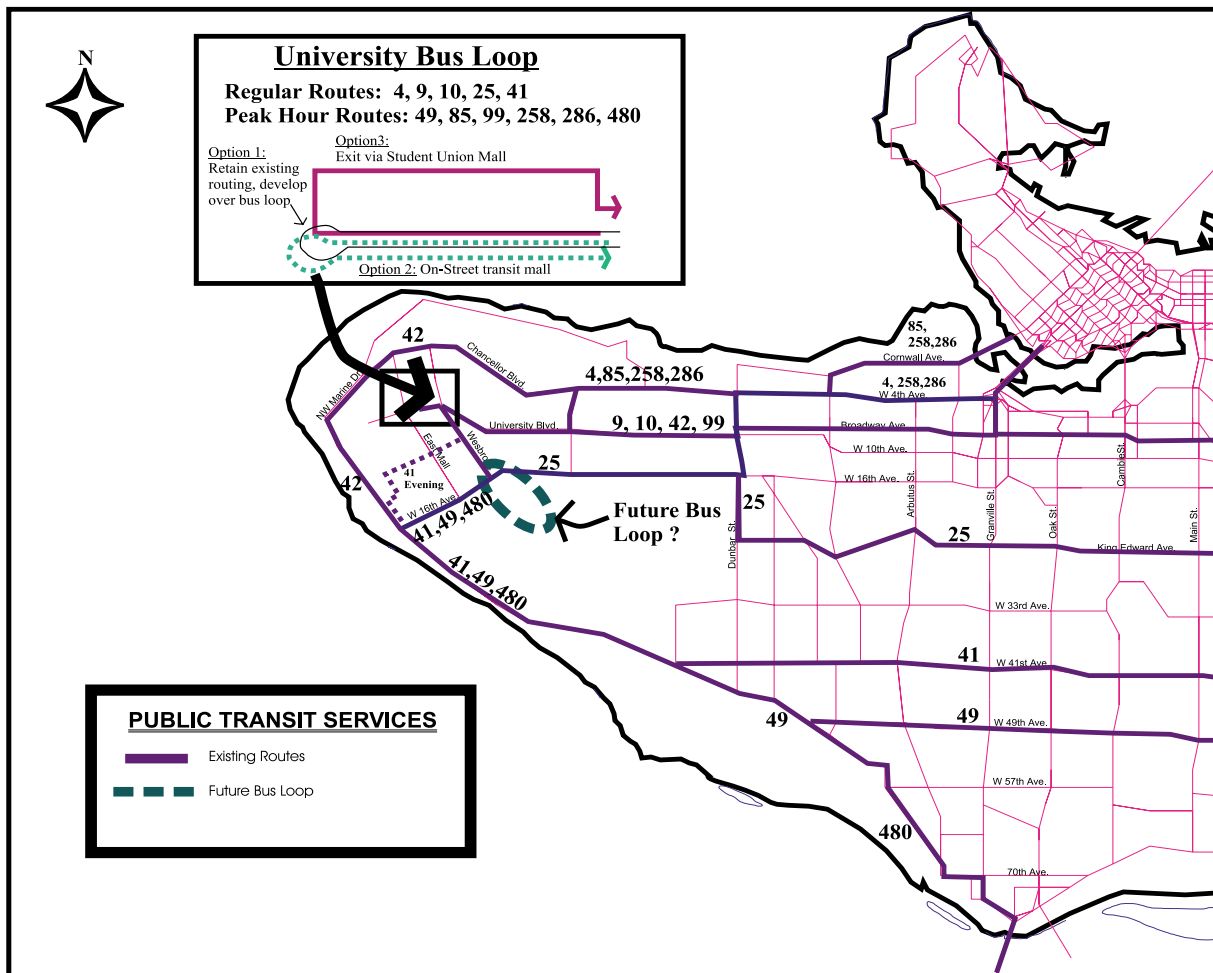 N
University Bus Loop
Regular Routes: 4, 9, 10, 25, 41
Peak Hour Routes: 49, 85, 99, 258, 286, 480
Option 1:
Retain existing
routing, develop
over bus loop
Option3:
Exit via Student Union Mall
Option 2: On-Street transit mall
42
Chancellor Blvd.
NW Marine Dr.
4,85,258,286
85,
258,286
Cornwall Ave.
4, 258,286
W 4th Ave.
University Blvd.
9, 10, 42, 99
Broadway Ave.
W 10th Ave.
East Mall
Wesbrook
25
W 16th Ave.
41
Evening
42
W 16th Ave.
41,49,480
Future Bus
Loop ?
25
Dunbar St.
Arbutus St.
Granville St.
Oak St.
CambieSt.
Main St.
25
King Edward Ave.
41,49,480
W 33rd Ave.
41
W 41st Ave.
49
49
W 49th Ave.
W 57th Ave.
480
70th Ave.
PUBLIC TRANSIT SERVICES
Existing Routes
Future Bus Loop